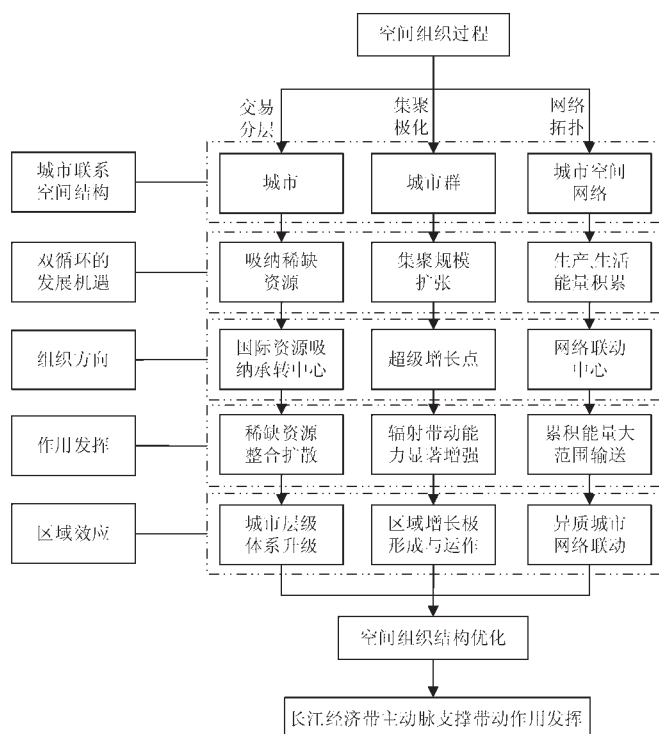 空间组织过程
交易
分层
集聚
极化
网络
拓扑
城市联系
空间结构
城市
城市群
城市空间
网络
双循环的
发展机遇
吸纳稀缺
资源
集聚规模
扩张
生产、生活
能量积累
组织方向
国际资源吸
纳承转中心
超级增长点
网络联动
中心
作用发挥
稀缺资源
整合扩散
辐射带动能
力显著增强
累积能量大
范围输送
区域效应
城市层级
体系升级
区域增长极
形成与运作
异质城市
网络联动
空间组织结构优化
长江经济带主动脉支撑带动作用发挥